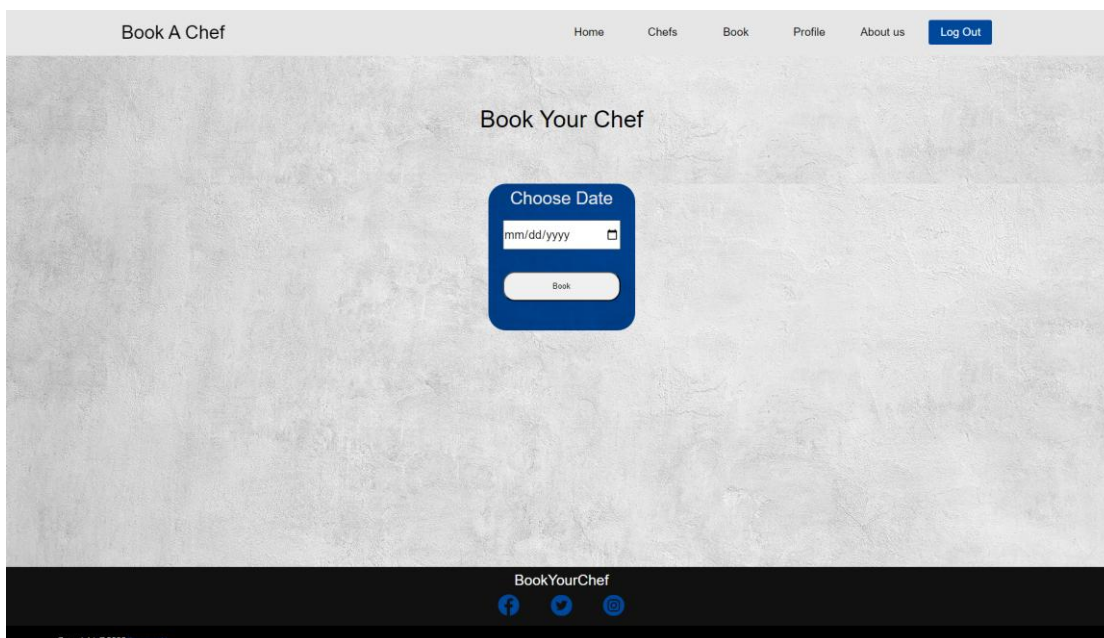 Book A Chef Home Chefs Book Profile About us Log Out
Book Your Chef
Choose Date
mm/dd/yyyy
Book
BookYourChef